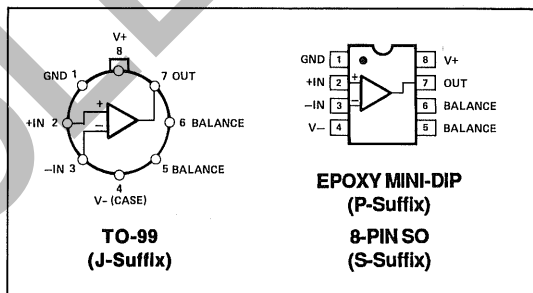 V+
8
GND 1
7 OUT
+IN 2
+
−
6 BALANCE
−IN 3
5 BALANCE
4
V− (CASE)
TO-99
(J-Suffix)
GND 1
8 V+
+IN 2
+
7 OUT
−IN 3
−
6 BALANCE
V− 4
5 BALANCE
EPOXY MINI-DIP
(P-Suffix)
8-PIN SO
(S-Suffix)